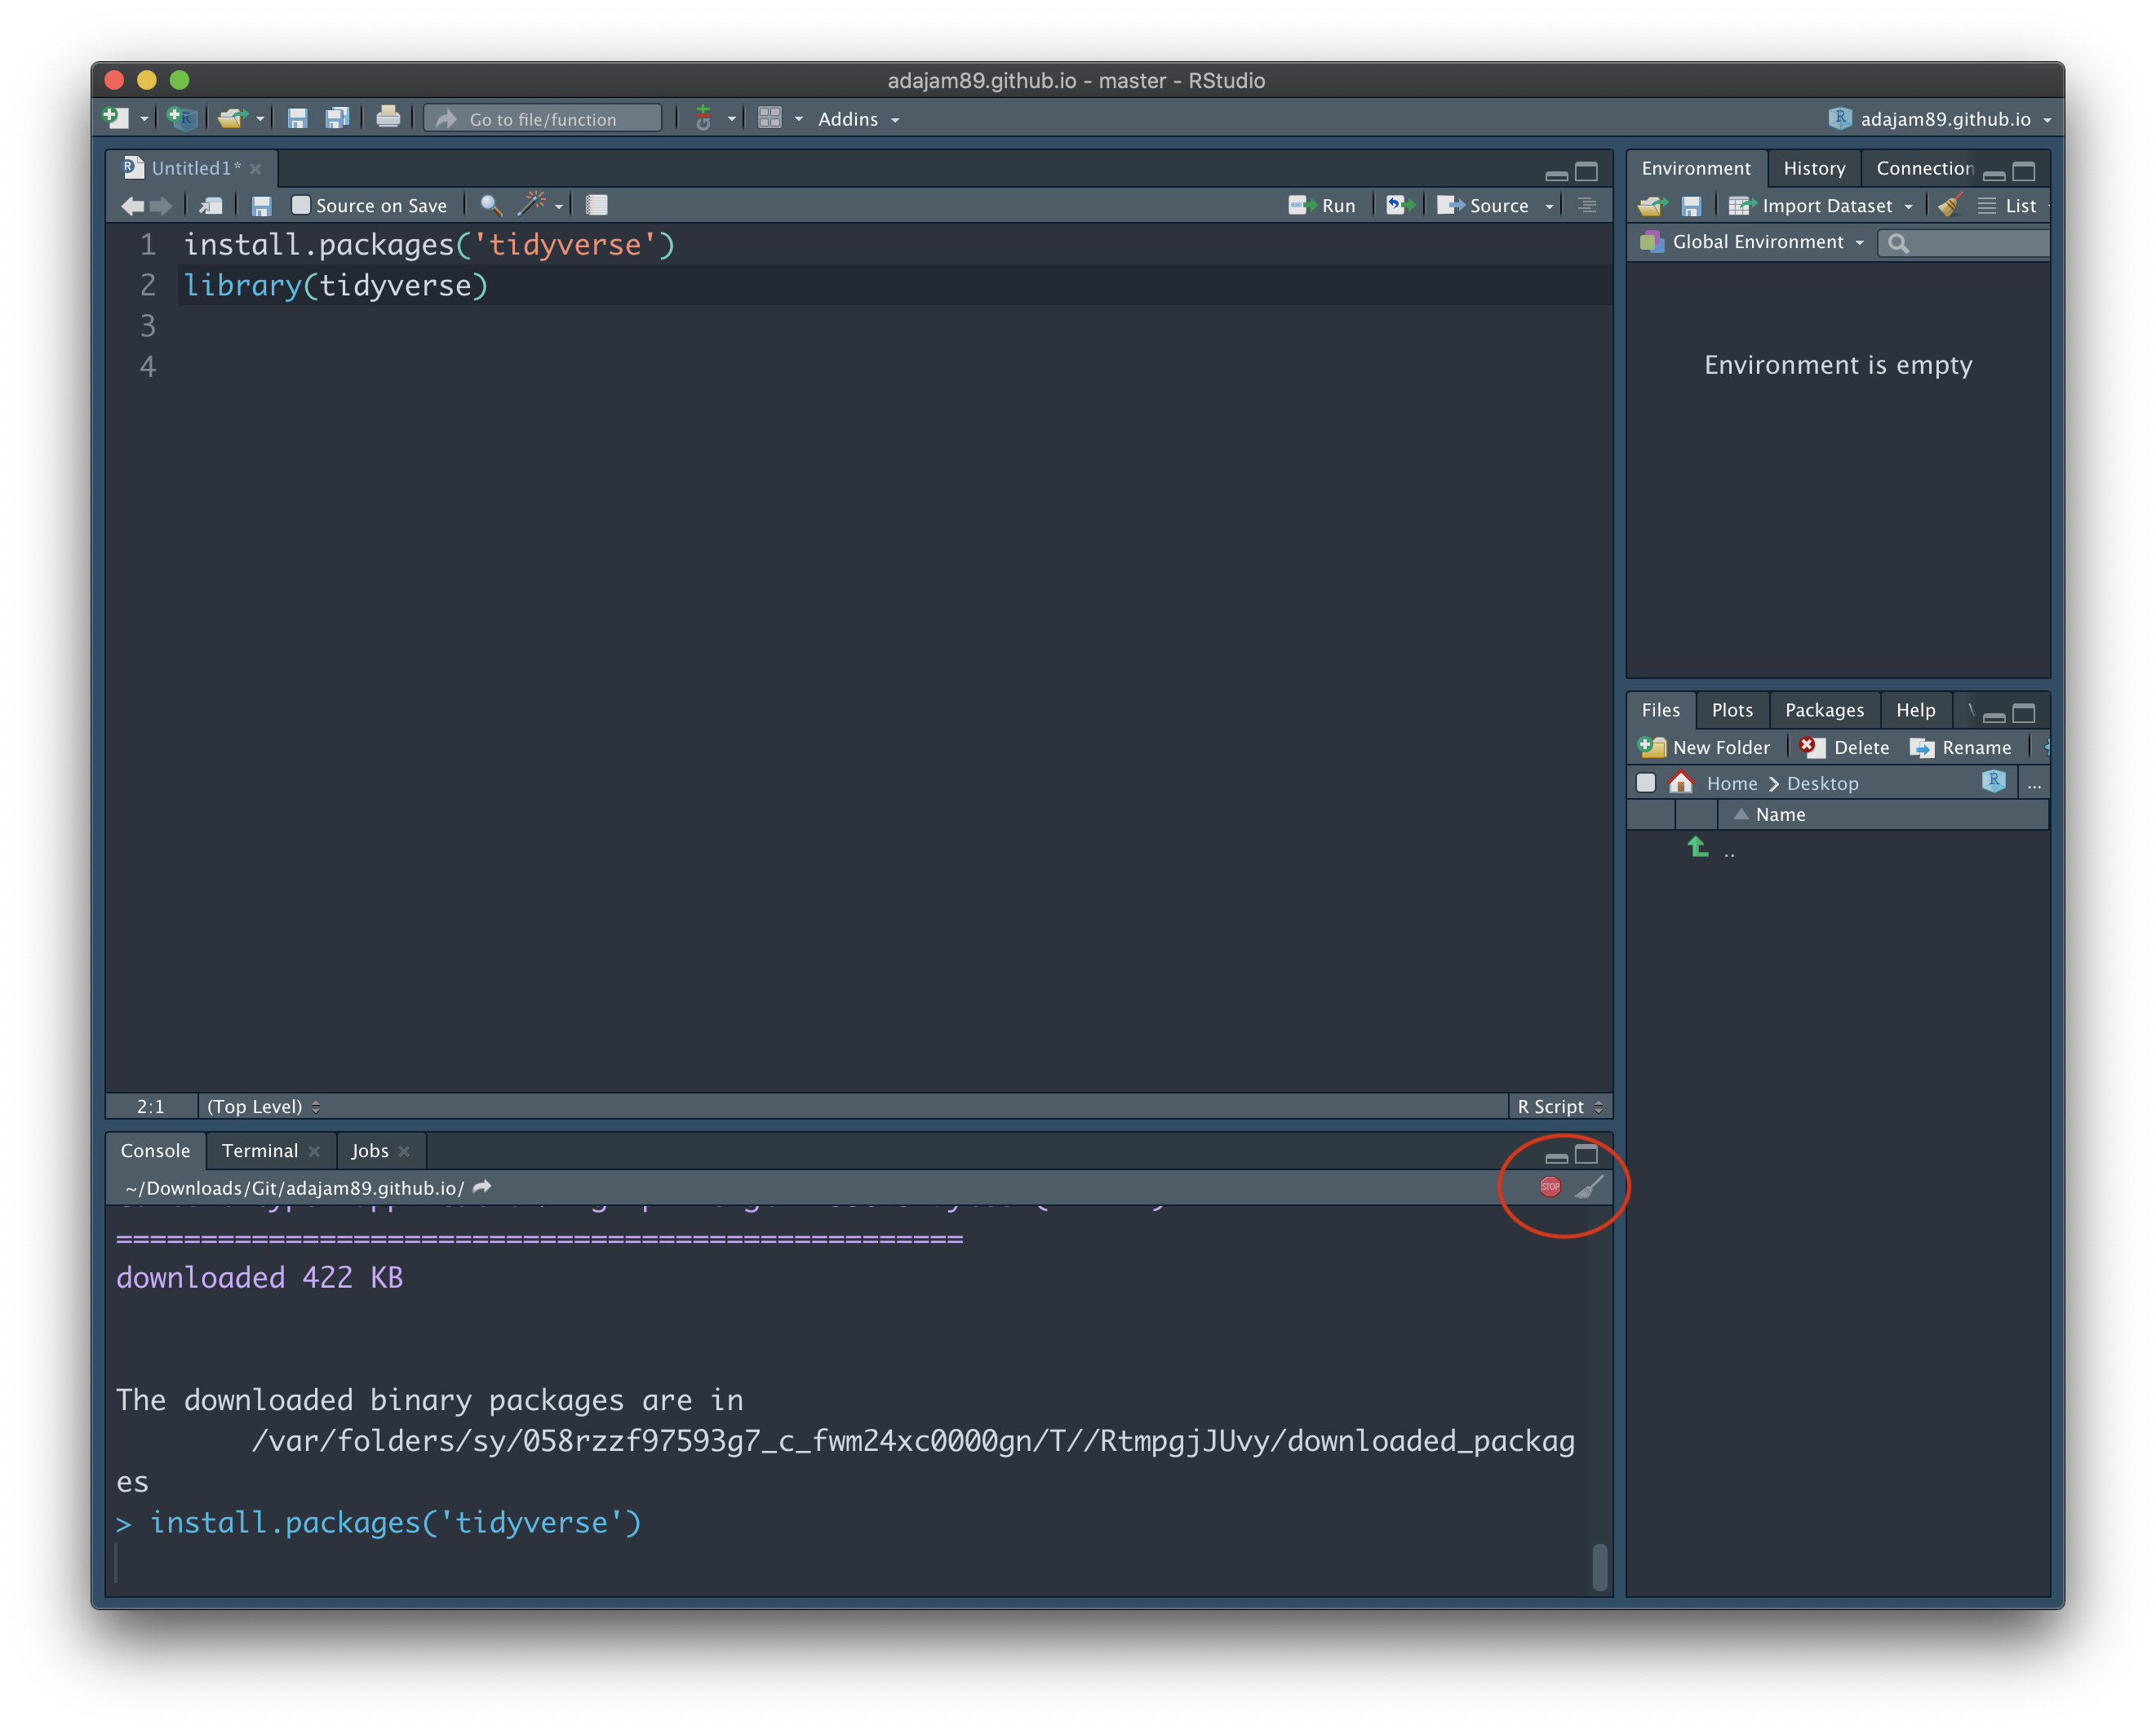 adajam89.github.io - master - RStudio
Go to file/function
Addins
adajam89.github.io
Untitled1*
Source on Save
Run
Source
1 install.packages('tidyverse')
2 library(tidyverse)
3
4
2:1
(Top Level)
R Script
Console
Terminal
Jobs
~/Downloads/Git/adajam89.github.io/
STOP
==================================================
downloaded 422 KB
The downloaded binary packages are in
/var/folders/sy/058rzzf97593g7_c_fwm24xc0000gn/T//RtmpgjJUvy/downloaded_packag
es
> install.packages('tidyverse')
Environment
History
Connection
Import Dataset
List
Global Environment
Environment is empty
Files
Plots
Packages
Help
New Folder
Delete
Rename
Home
Desktop
...
Name
..